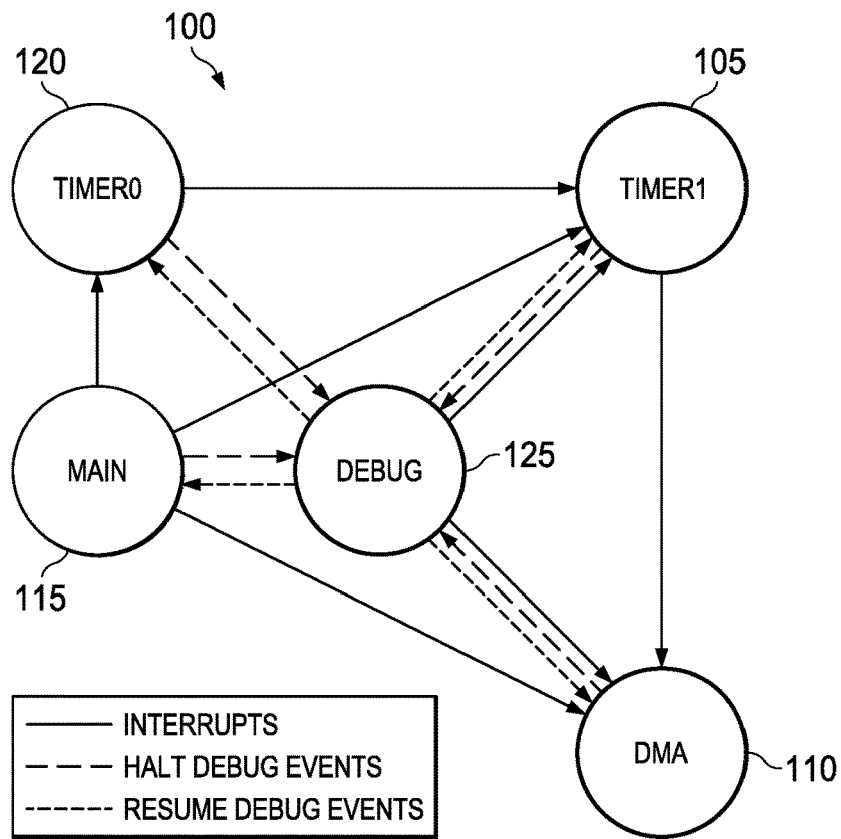 100
120
105
TIMER0
TIMER1
MAIN
DEBUG
125
115
INTERRUPTS
HALT DEBUG EVENTS
RESUME DEBUG EVENTS
DMA
110